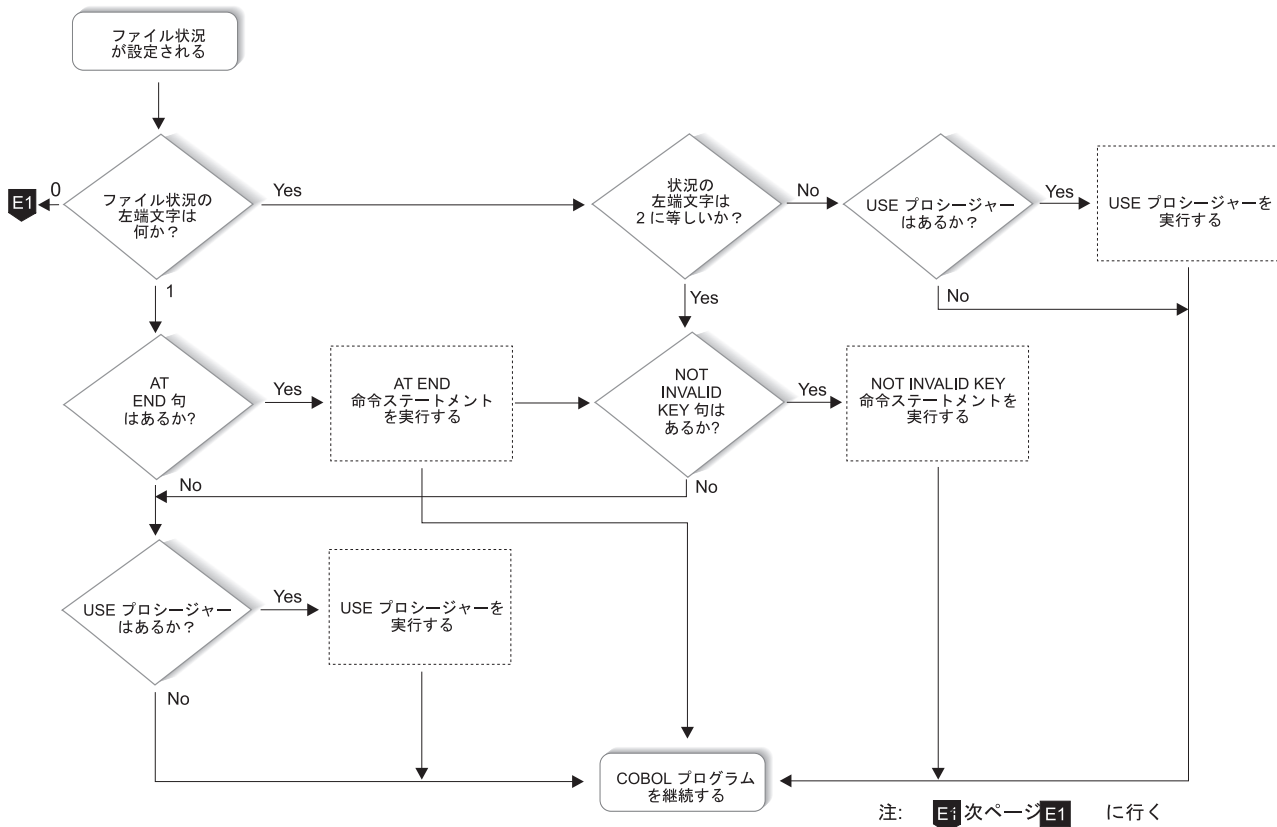 ファイル状況
が設定される
E1
0
ファイル状況の
左端文字は
何か？
Yes
状況の
左端文字は
2 に等しいか？
No
USE プロシージャー
はあるか？
Yes
USE プロシージャーを
実行する
1
Yes
No
AT
END 句
はあるか?
Yes
AT END
命令ステートメント
を実行する
NOT
INVALID
KEY 句は
あるか?
Yes
NOT INVALID KEY
命令ステートメントを
実行する
No
No
USE プロシージャー
はあるか？
Yes
USE プロシージャーを
実行する
No
COBOL プログラム
を継続する
注: E1 次ページ E1 に行く